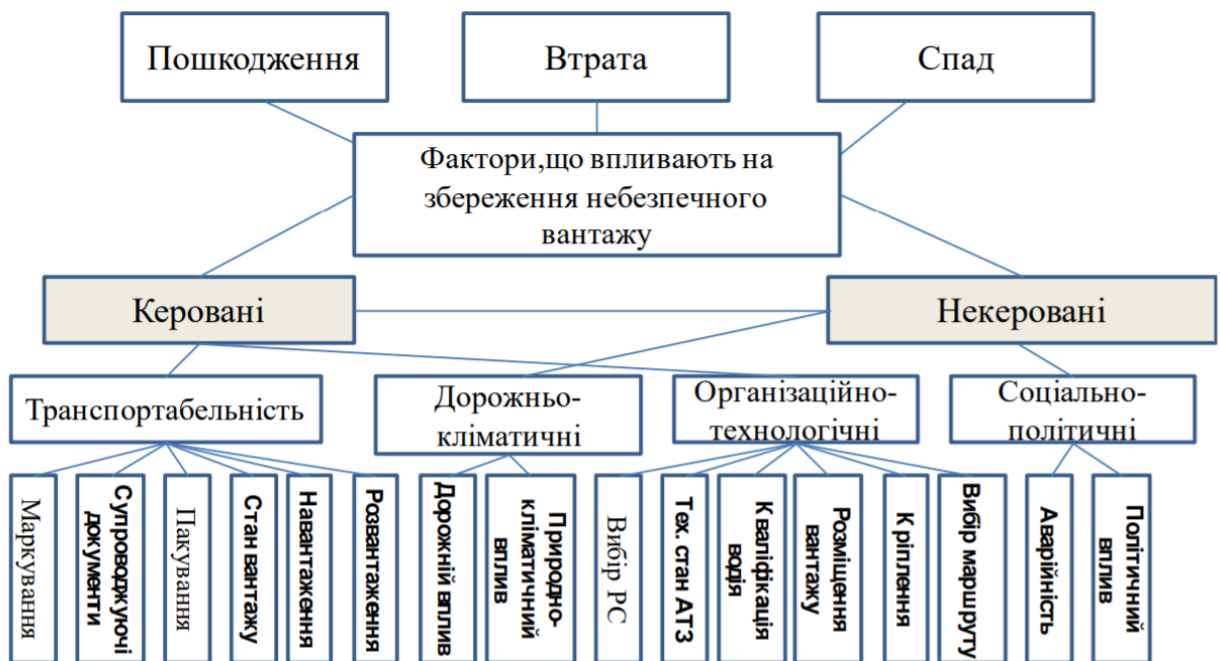 Пошкодження
Втрата
Спад
Фактори,що впливають на
збереження небезпечного
вантажу
Керовані
Некеровані
Транспортабельність
Дорожньо-
кліматичні
Організаційно-
технологічні
Соціально-
політичні
Маркування
Супроводжуючі
документи
Пакування
Стан вантажу
Навантаження
Розвантаження
Дорожній вплив
Природно-
кліматичний
вплив
Вибір РС
Тех. стан АТЗ
Кваліфікація
водія
Розміщення
вантажу
Кріплення
Вибір маршруту
Аварійність
Політичний
вплив